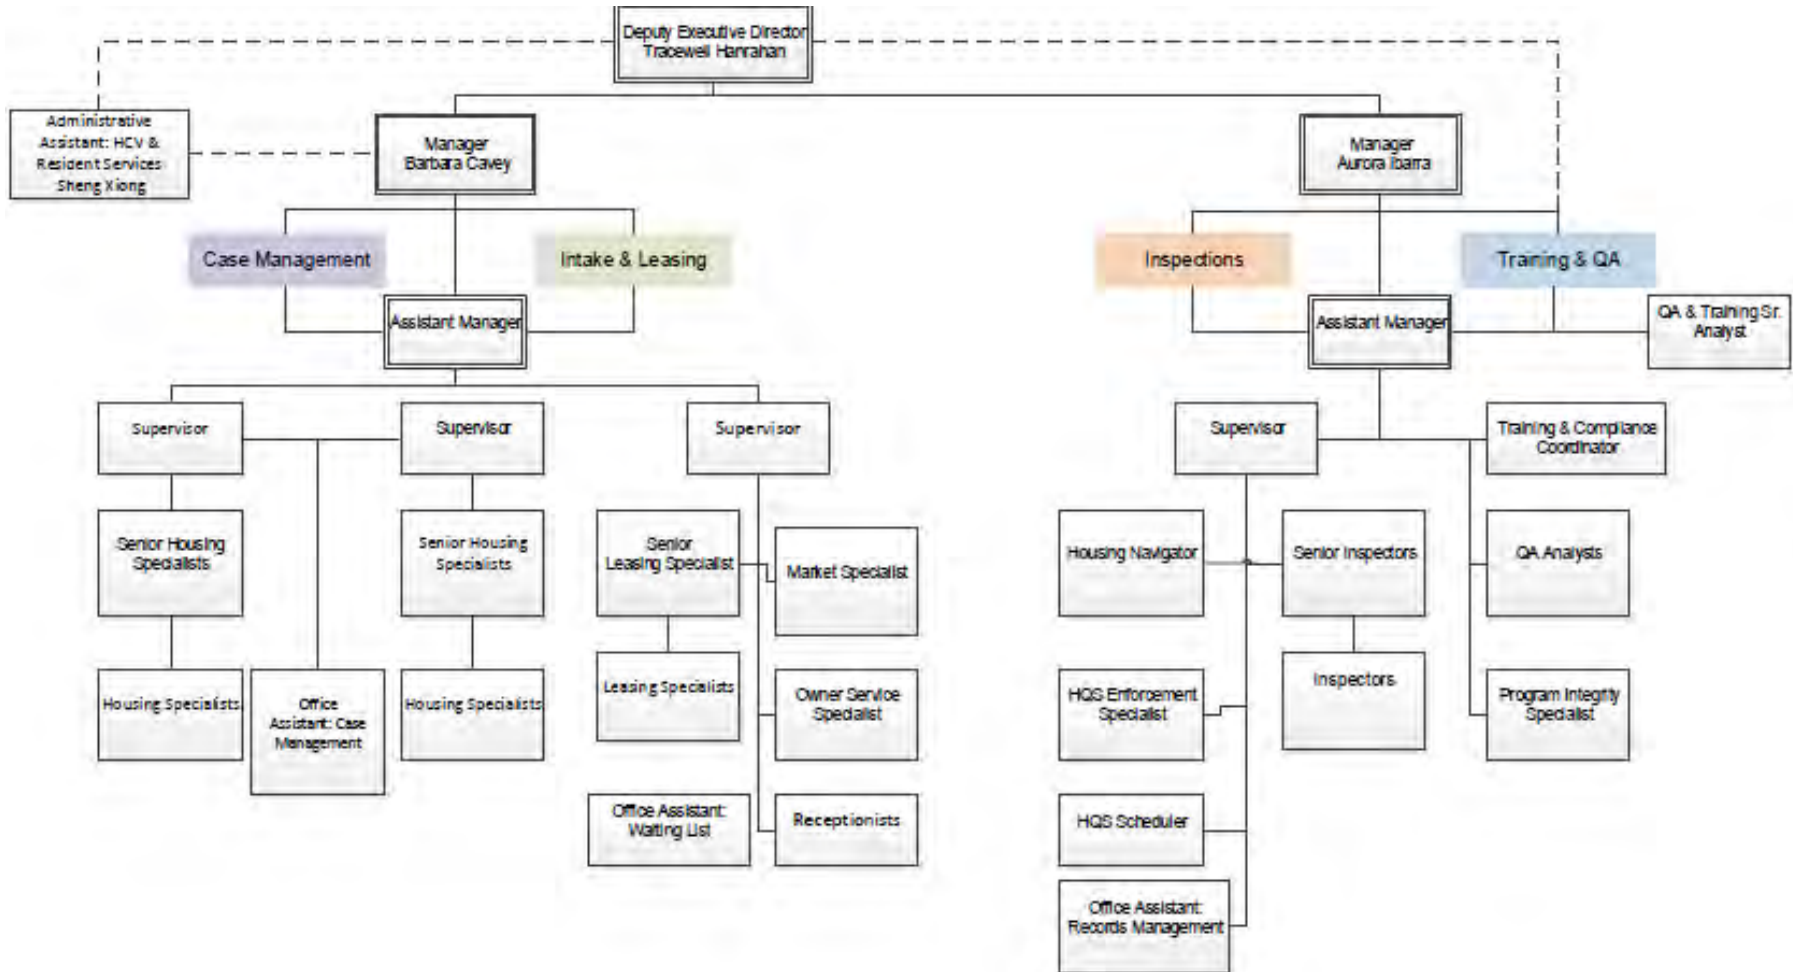 Deputy Executive Director
Tracewell Hanrahan
Administrative
Assistant: HCV &
Resident Services
Sheng Xiong
Manager
Barbara Cavey
Manager
Aurora Ibarra
Case Management
Intake & Leasing
Inspections
Training & QA
Assistant Manager
Assistant Manager
QA & Training Sr.
Analyst
Supervisor
Supervisor
Supervisor
Supervisor
Training & Compliance
Coordinator
Senior Housing
Specialists
Senior Housing
Specialists
Senior
Leasing Specialist
Market Specialist
Housing Navigator
Senior Inspectors
QA Analysts
Housing Specialists
Office
Assistant: Case
Management
Housing Specialists
Leasing Specialists
Owner Service
Specialist
HQS Enforcement
Specialist
Inspectors
Program Integrity
Specialist
Office Assistant:
Waiting List
Receptionists
HQS Scheduler
Office Assistant:
Records Management